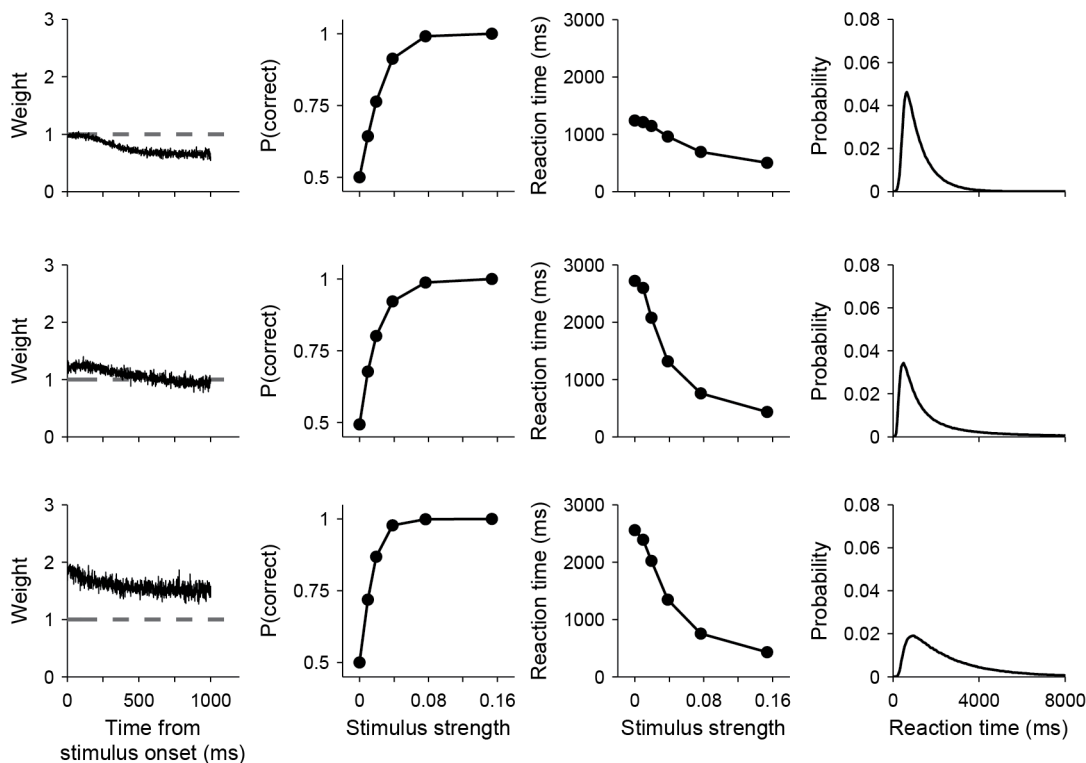 3
2
1
0
Weight
1
0.75
0.5
P(correct)
3000
2000
1000
0
Reaction time (ms)
0.08
0.06
0.04
0.02
0
Probability
3
2
1
0
Weight
1
0.75
0.5
P(correct)
3000
2000
1000
0
Reaction time (ms)
0.08
0.06
0.04
0.02
0
Probability
3
2
1
0
Weight
0 500 1000
Time from
stimulus onset (ms)
1
0.75
0.5
P(correct)
0 0.08 0.16
Stimulus strength
3000
2000
1000
0
Reaction time (ms)
0 0.08 0.16
Stimulus strength
0.08
0.06
0.04
0.02
0
Probability
0 4000 8000
Reaction time (ms)